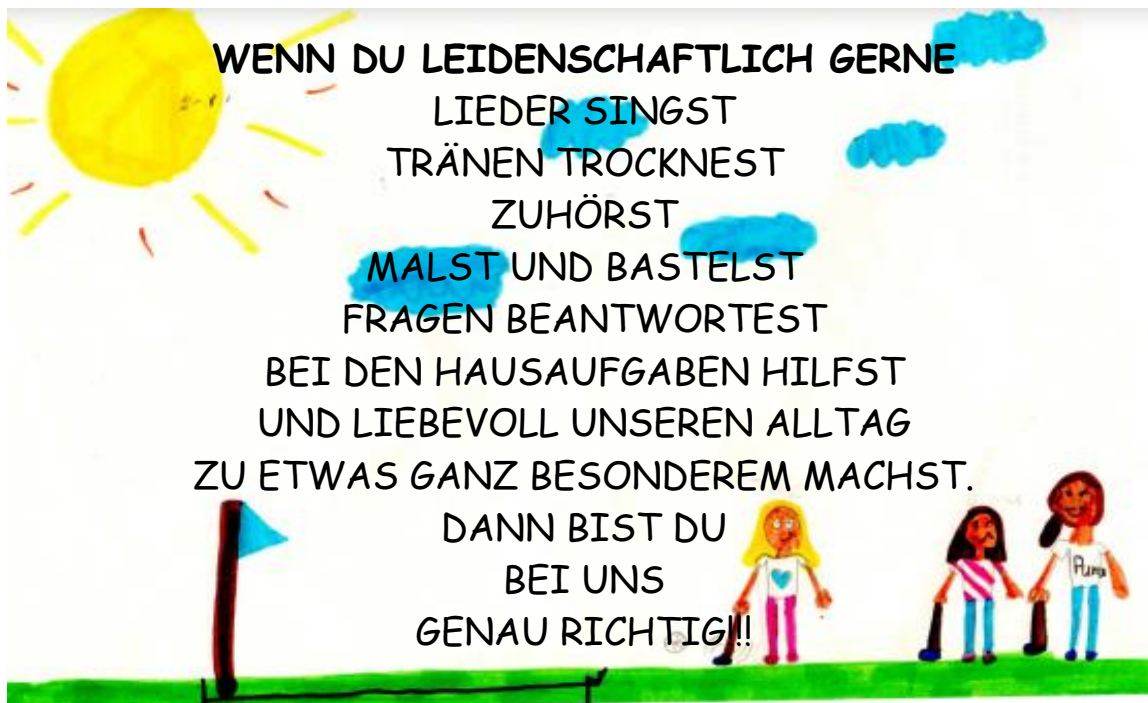 WENN DU LEIDENSCHAFTLICH GERNE
LIEDER SINGST
TRÄNEN TROCKNEST
ZUHÖRST
MALST UND BASTELST
FRAGEN BEANTWORTEST
BEI DEN HAUSAUFGABEN HILFST
UND LIEBEVOLL UNSEREN ALLTAG
ZU ETWAS GANZ BESONDEREM MACHST.
DANN BIST DU
BEI UNS
GENAU RICHTIG!!!